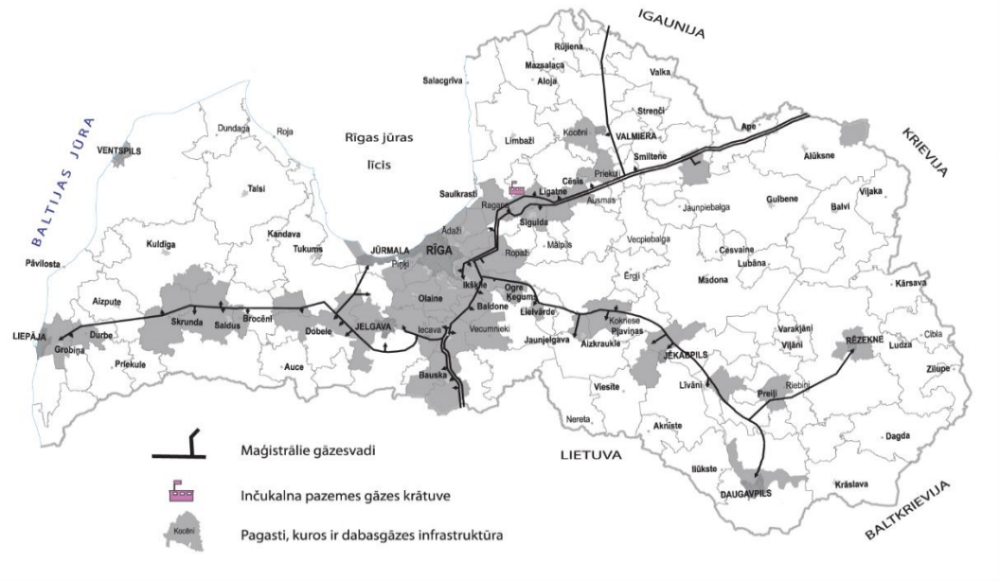 IGAUNIJA
Rūjiena
Mazsalaca
Aloja
Valka
Salacgrīva
Strenči
BALTIJAS JŪRA
Dundaga
Roja
Rīgas jūras
līcis
Kocēni
VALMIERA
Ape
Limbaži
VENTSPILS
Smiltene
Alūksne
KRIEVIJA
Priekuļi
Cēsis
Talsi
Saulkrasti
Līgatne
Ausmas
Ragana
Jaunpiebalga
Gulbene
Viļaka
Balvi
Sigulda
Kandava
Ādaži
Kuldīga
Tukums
JŪRMALA
RĪGA
Ropaži
Mālpils
Vecpiebalga
Cesvaine
Lubāna
Pāvilosta
Piņķi
Ērgļi
Madona
Kārsava
Ikšķile
Ogre
Ķegums
Aizpute
Olaine
Baldone
Lielvārde
Skrunda
Saldus
Brocēni
Dobele
JELGAVA
Iecava
Vecumnieki
Koknese
Pļaviņas
Varakļāni
Viļāni
RĒZEKNE
Cibla
Ludza
LIEPĀJA
Durbe
Grobiņa
Jaunjelgava
Aizkraukle
JĒKABPILS
Priekule
Auce
Bauska
Viesīte
Līvāni
Preiļi
Riebiņi
Zilupe
Nereta
Aknīste
Dagda
LIETUVA
Ilūkste
DAUGAVPILS
Krāslava
BALTKRIEVIJA
Maģistrālie gāzesvadi
Inčukalna pazemes gāzes krātuve
Kocēni
Pagasti, kuros ir dabasgāzes infrastruktūra